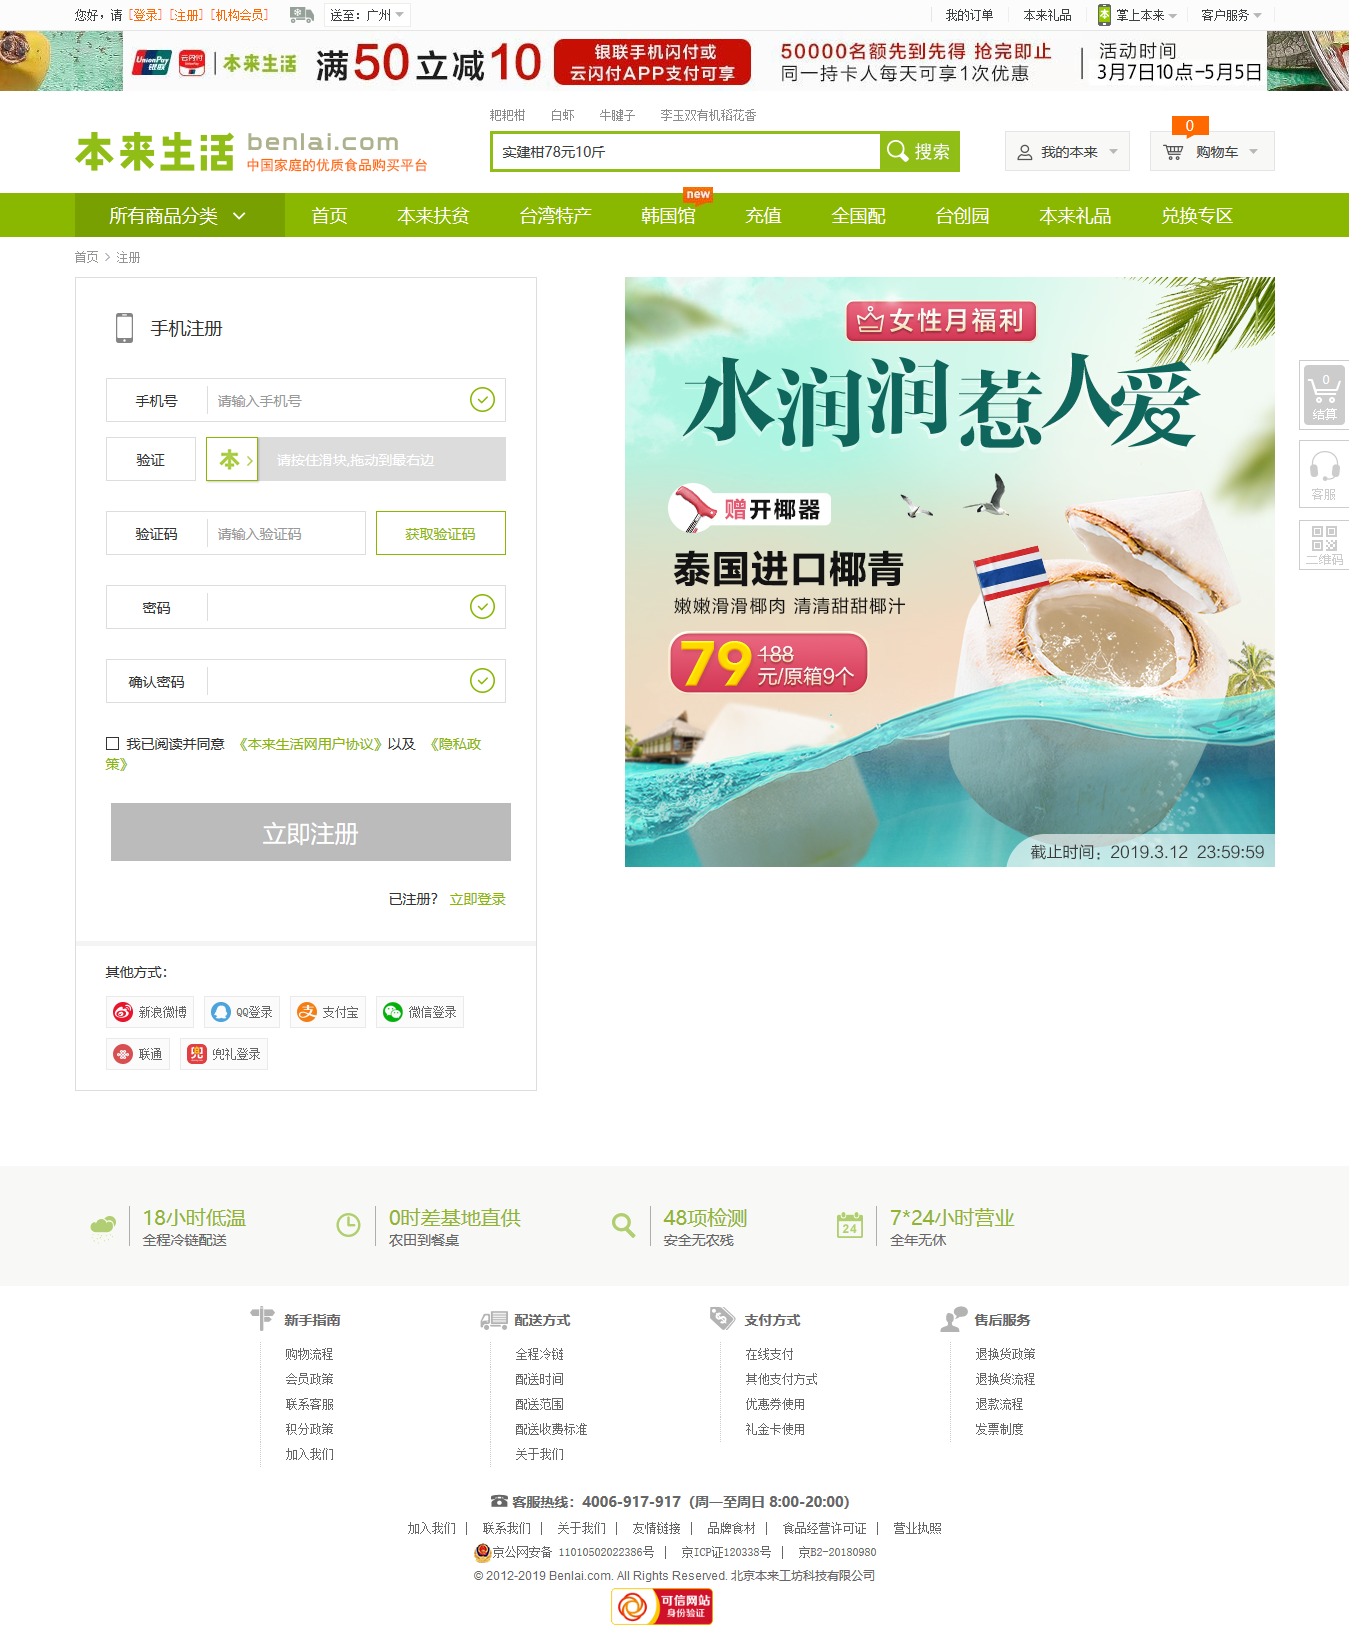 您好，请 [登录] [注册] [机构会员] 送至：广州 我的订单 本来礼品 掌上本来 客户服务
UnionPay 银联 云闪付 本来生活 满50立减10 银联手机闪付或 云闪付APP支付可享 50000名额先到先得 抢完即止 同一持卡人每天可享1次优惠 活动时间 3月7日10点-5月5日
耙耙柑 白虾 牛腱子 李玉双有机稻花香
本来生活 benlai.com
中国家庭的优质食品购买平台
实建柑78元10斤 搜索 我的本来 0 购物车
new
所有商品分类 首页 本来扶贫 台湾特产 韩国馆 充值 全国配 台创园 本来礼品 兑换专区
首页 > 注册
手机注册
手机号 请输入手机号
验证 本 > 请按住滑块,拖动到最右边
验证码 请输入验证码 获取验证码
密码
确认密码
我已阅读并同意 《本来生活网用户协议》以及 《隐私政
策》
立即注册
已注册？ 立即登录
其他方式：
新浪微博 QQ登录 支付宝 微信登录
联通 兜礼登录
女性月福利
水润润惹人爱
赠开椰器
泰国进口椰青
嫩嫩滑滑椰肉 清清甜甜椰汁
79 188 元/原箱9个
截止时间：2019.3.12 23:59:59
0
结算
客服
二维码
18小时低温
全程冷链配送
0时差基地直供
农田到餐桌
48项检测
安全无农残
24
7*24小时营业
全年无休
新手指南
购物流程
会员政策
联系客服
积分政策
加入我们
配送方式
全程冷链
配送时间
配送范围
配送收费标准
关于我们
支付方式
在线支付
其他支付方式
优惠券使用
礼金卡使用
售后服务
退换货政策
退换货流程
退款流程
发票制度
客服热线：4006-917-917（周一至周日 8:00-20:00）
加入我们 | 联系我们 | 关于我们 | 友情链接 | 品牌食材 | 食品经营许可证 | 营业执照
京公网安备 11010502022386号 | 京ICP证120338号 | 京B2-20180980
© 2012-2019 Benlai.com. All Rights Reserved. 北京本来工坊科技有限公司
可信网站
身份验证